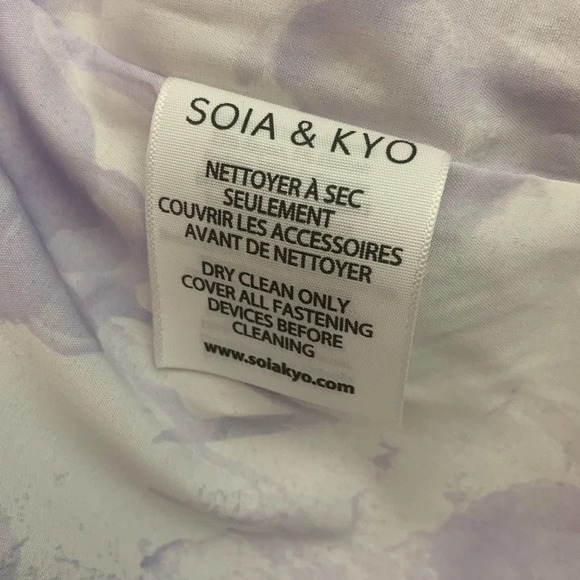 SOIA & KYO
NETTOYER À SEC
SEULEMENT
COUVRIR LES ACCESSOIRES
AVANT DE NETTOYER
DRY CLEAN ONLY
COVER ALL FASTENING
DEVICES BEFORE
CLEANING
www.soiakyo.com